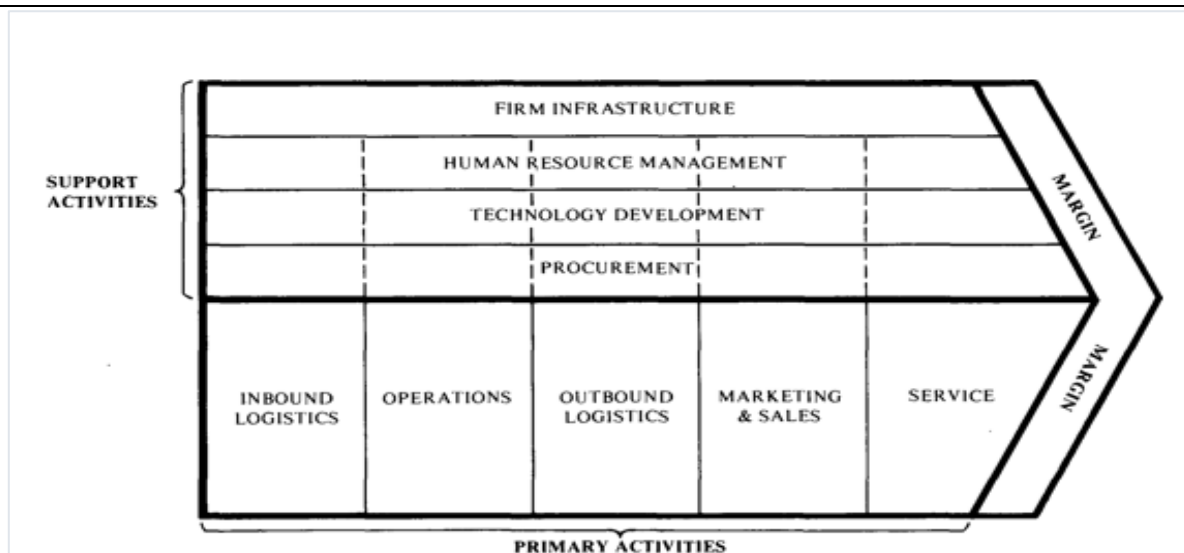 FIRM INFRASTRUCTURE
HUMAN RESOURCE MANAGEMENT
SUPPORT
ACTIVITIES
TECHNOLOGY DEVELOPMENT
PROCUREMENT
MARGIN
INBOUND
LOGISTICS
OPERATIONS
OUTBOUND
LOGISTICS
MARKETING
& SALES
SERVICE
MARGIN
PRIMARY ACTIVITIES